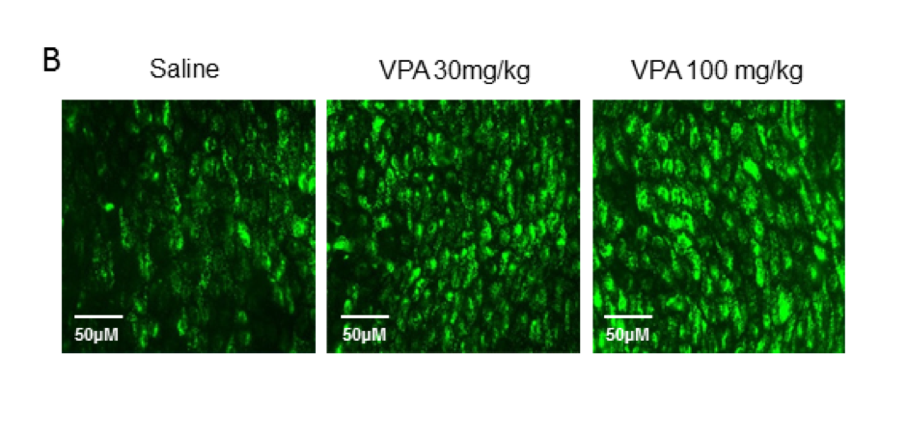 B
Saline
VPA 30mg/kg
VPA 100 mg/kg
50µM
50µM
50µM